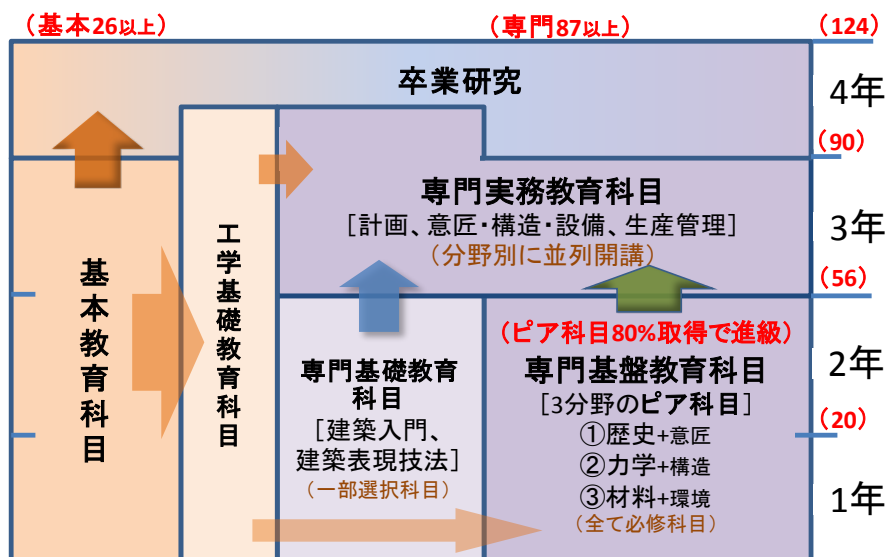 （基本26以上）
（専門87以上）
（124）
卒業研究
4年
（90）
専門実務教育科目
［計画、意匠・構造・設備、生産管理］
（分野別に並列開講）
3年
（56）
基本教育科目
工学基礎教育科目
（ピア科目80%取得で進級）
専門基礎教育
科目
［建築入門、
建築表現技法］
（一部選択科目）
専門基盤教育科目
［3分野のピア科目］
①歴史+意匠
②力学+構造
③材料+環境
（全て必修科目）
2年
（20）
1年